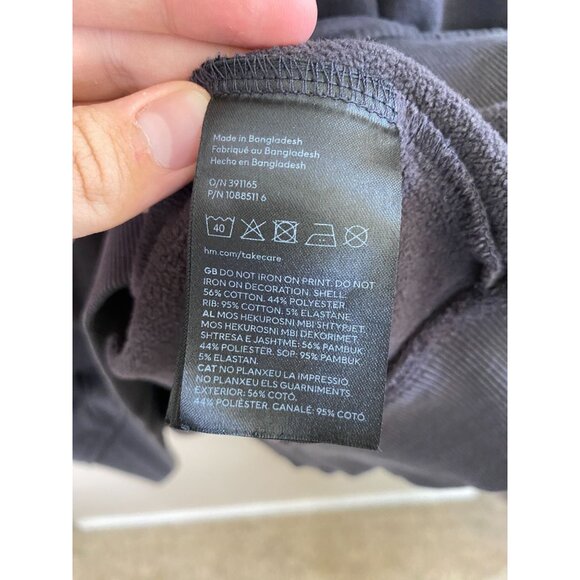 Made in Bangladesh
Fabriqué au Bangladesh
Hecho en Bangladesh
O/N 391165
P/N 1088511 6
40
hm.com/takecare
GB DO NOT IRON ON PRINT. DO NOT
IRON ON DECORATION. SHELL:
56% COTTON. 44% POLYESTER
RIB: 95% COTTON. 5% ELASTANE.
AL MOS HEKUROSNI MBI SHTYPJET.
MOS HEKUROSNI MBI DEKORIMET.
SHTRESA E JASHTME: 56% PAMBUK.
44% POLIESTER. SOP: 95% PAMBUK.
5% ELASTAN.
CAT NO PLANXEU LA IMPRESSIÓ.
NO PLANXEU ELS GUARNIMENTS.
EXTERIOR: 56% COTÓ.
44% POLIÈSTER. CANALÉ: 95% COTÓ